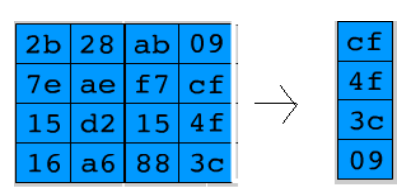 2b 28 ab 09
7e ae f7 cf
15 d2 15 4f
16 a6 88 3c
cf
4f
3c
09